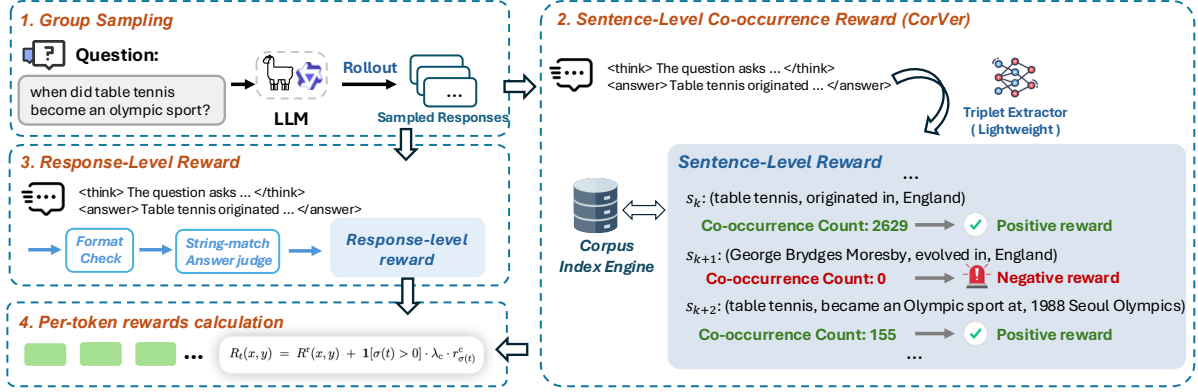 1. Group Sampling
?
Question:
when did table tennis
become an olympic sport?
LLM
Rollout
...
Sampled Responses
2. Sentence-Level Co-occurrence Reward (CorVer)
<think> The question asks ... </think>
<answer> Table tennis originated ... </answer>
Triplet Extractor
( Lightweight )
Corpus
Index Engine
Sentence-Level Reward
...
s_k: (table tennis, originated in, England)
Co-occurrence Count: 2629
Positive reward
s_{k+1}: (George Brydges Moresby, evolved in, England)
Co-occurrence Count: 0
Negative reward
s_{k+2}: (table tennis, became an Olympic sport at, 1988 Seoul Olympics)
Co-occurrence Count: 155
Positive reward
...
3. Response-Level Reward
<think> The question asks ... </think>
<answer> Table tennis originated ... </answer>
Format
Check
String-match
Answer judge
Response-level
reward
4. Per-token rewards calculation
...
R_t(x, y) = R^r(x, y) + 1[σ(t) > 0] · λ_c · r^c_{σ(t)}